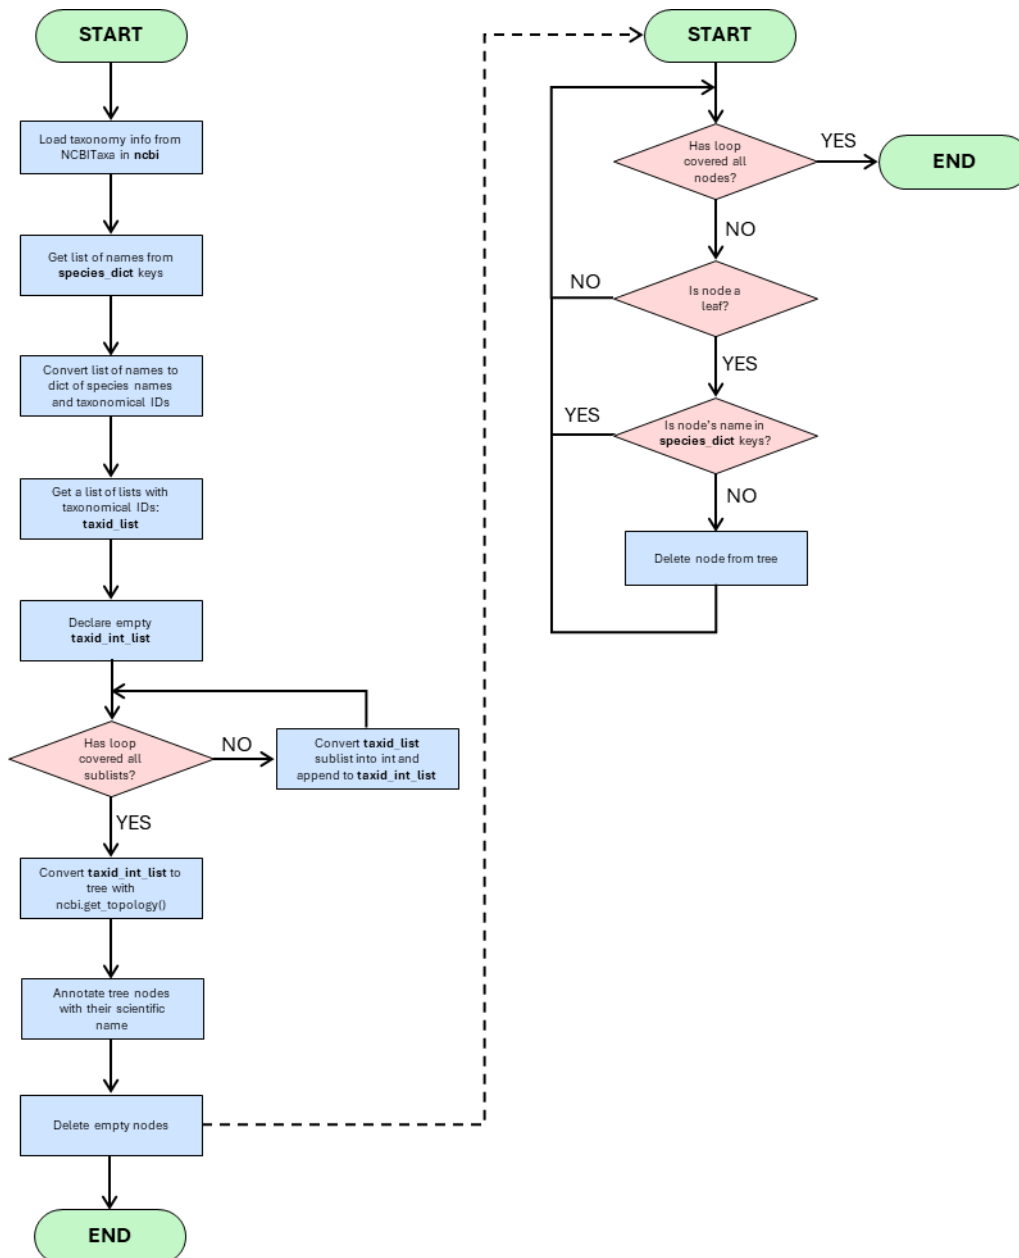 START
Load taxonomy info from
NCBITaxa in ncbi
Get list of names from
species_dict keys
Convert list of names to
dict of species names
and taxonomical IDs
Get a list of lists with
taxonomical IDs:
taxid_list
Declare empty
taxid_int_list
Has loop
covered all
sublists?
NO
Convert taxid_list
sublist into int and
append to taxid_int_list
YES
Convert taxid_int_list to
tree with
ncbi.get_topology()
Annotate tree nodes
with their scientific
name
Delete empty nodes
END
START
Has loop
covered all
nodes?
YES
END
NO
Is node a
leaf?
NO
YES
Is node's name in
species_dict keys?
YES
NO
Delete node from tree